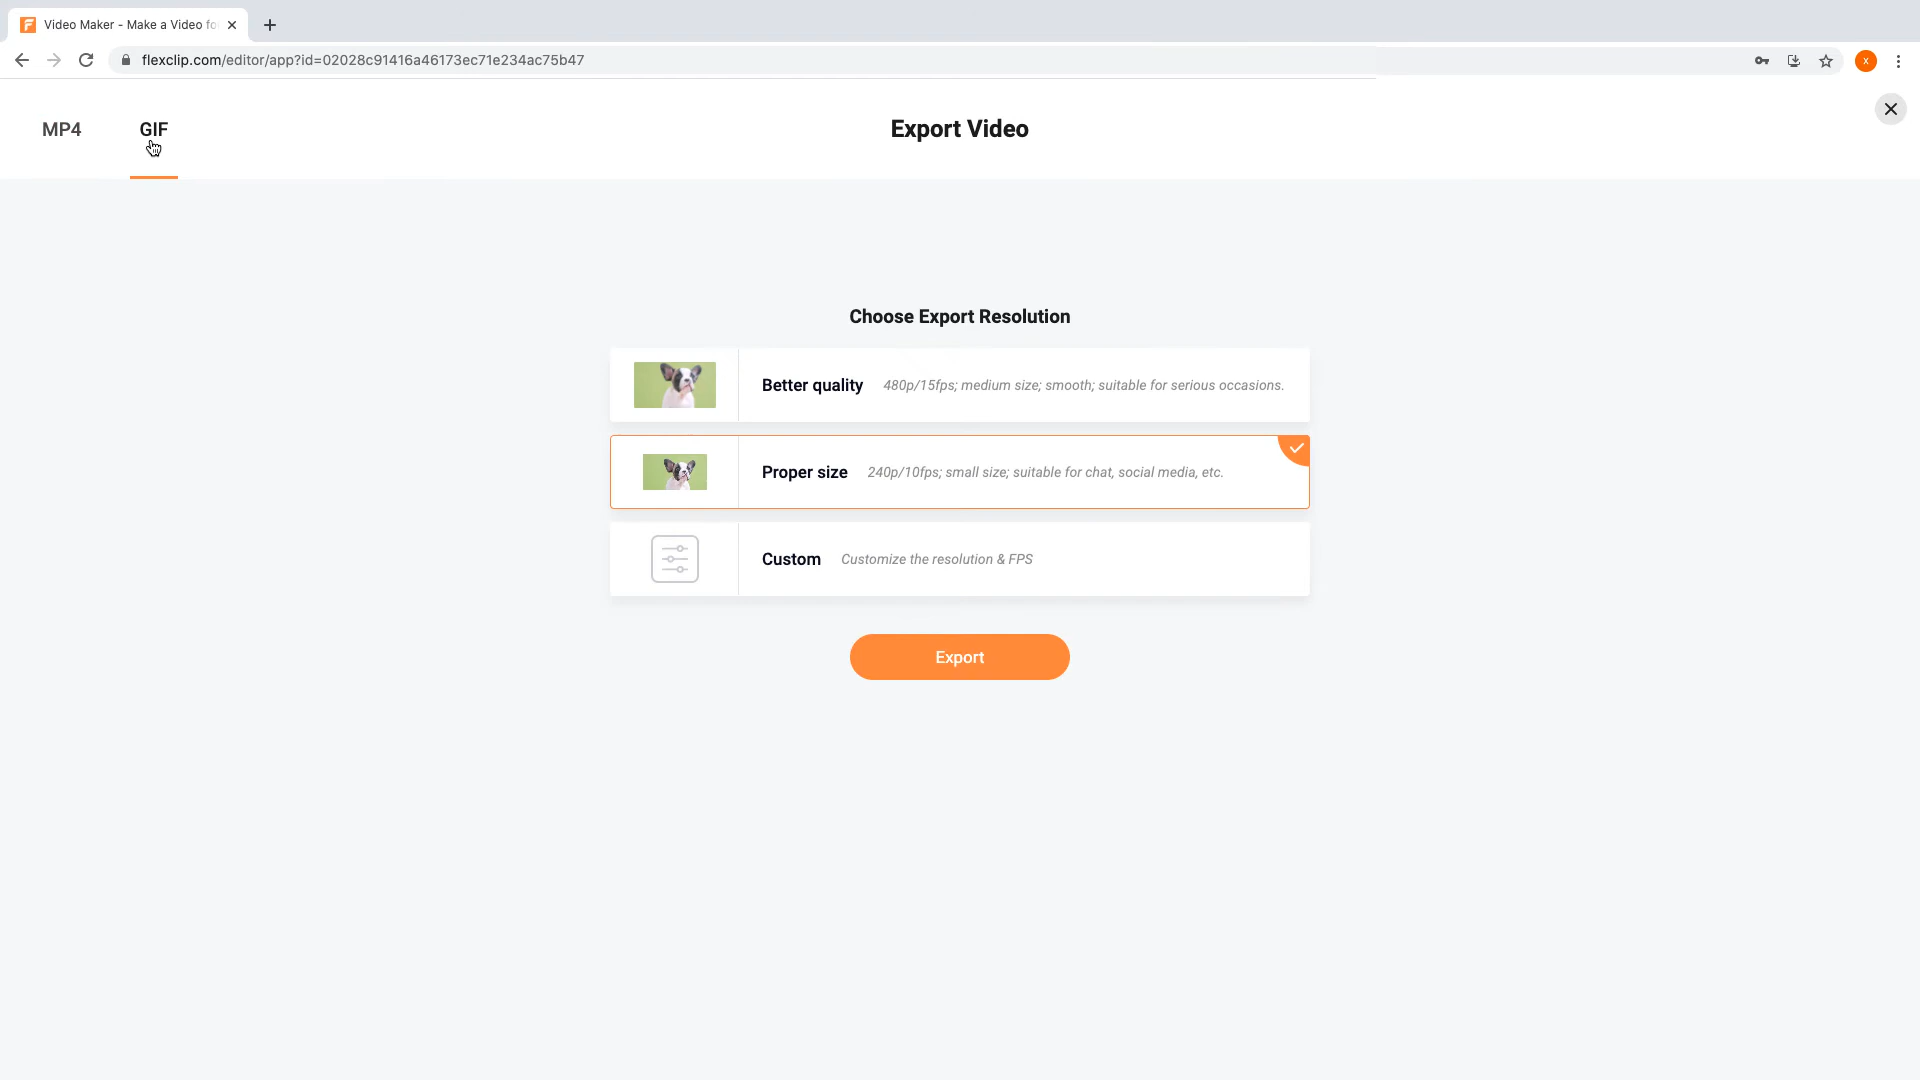 Video Maker - Make a Video fo
flexclip.com/editor/app?id=02028c91416a46173ec71e234ac75b47
x
MP4
GIF
Export Video
Choose Export Resolution
Better quality 480p/15fps; medium size; smooth; suitable for serious occasions.
Proper size 240p/10fps; small size; suitable for chat, social media, etc.
Custom Customize the resolution & FPS
Export